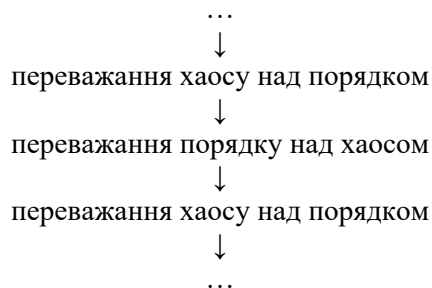 …
↓
переважання хаосу над порядком
↓
переважання порядку над хаосом
↓
переважання хаосу над порядком
↓
…